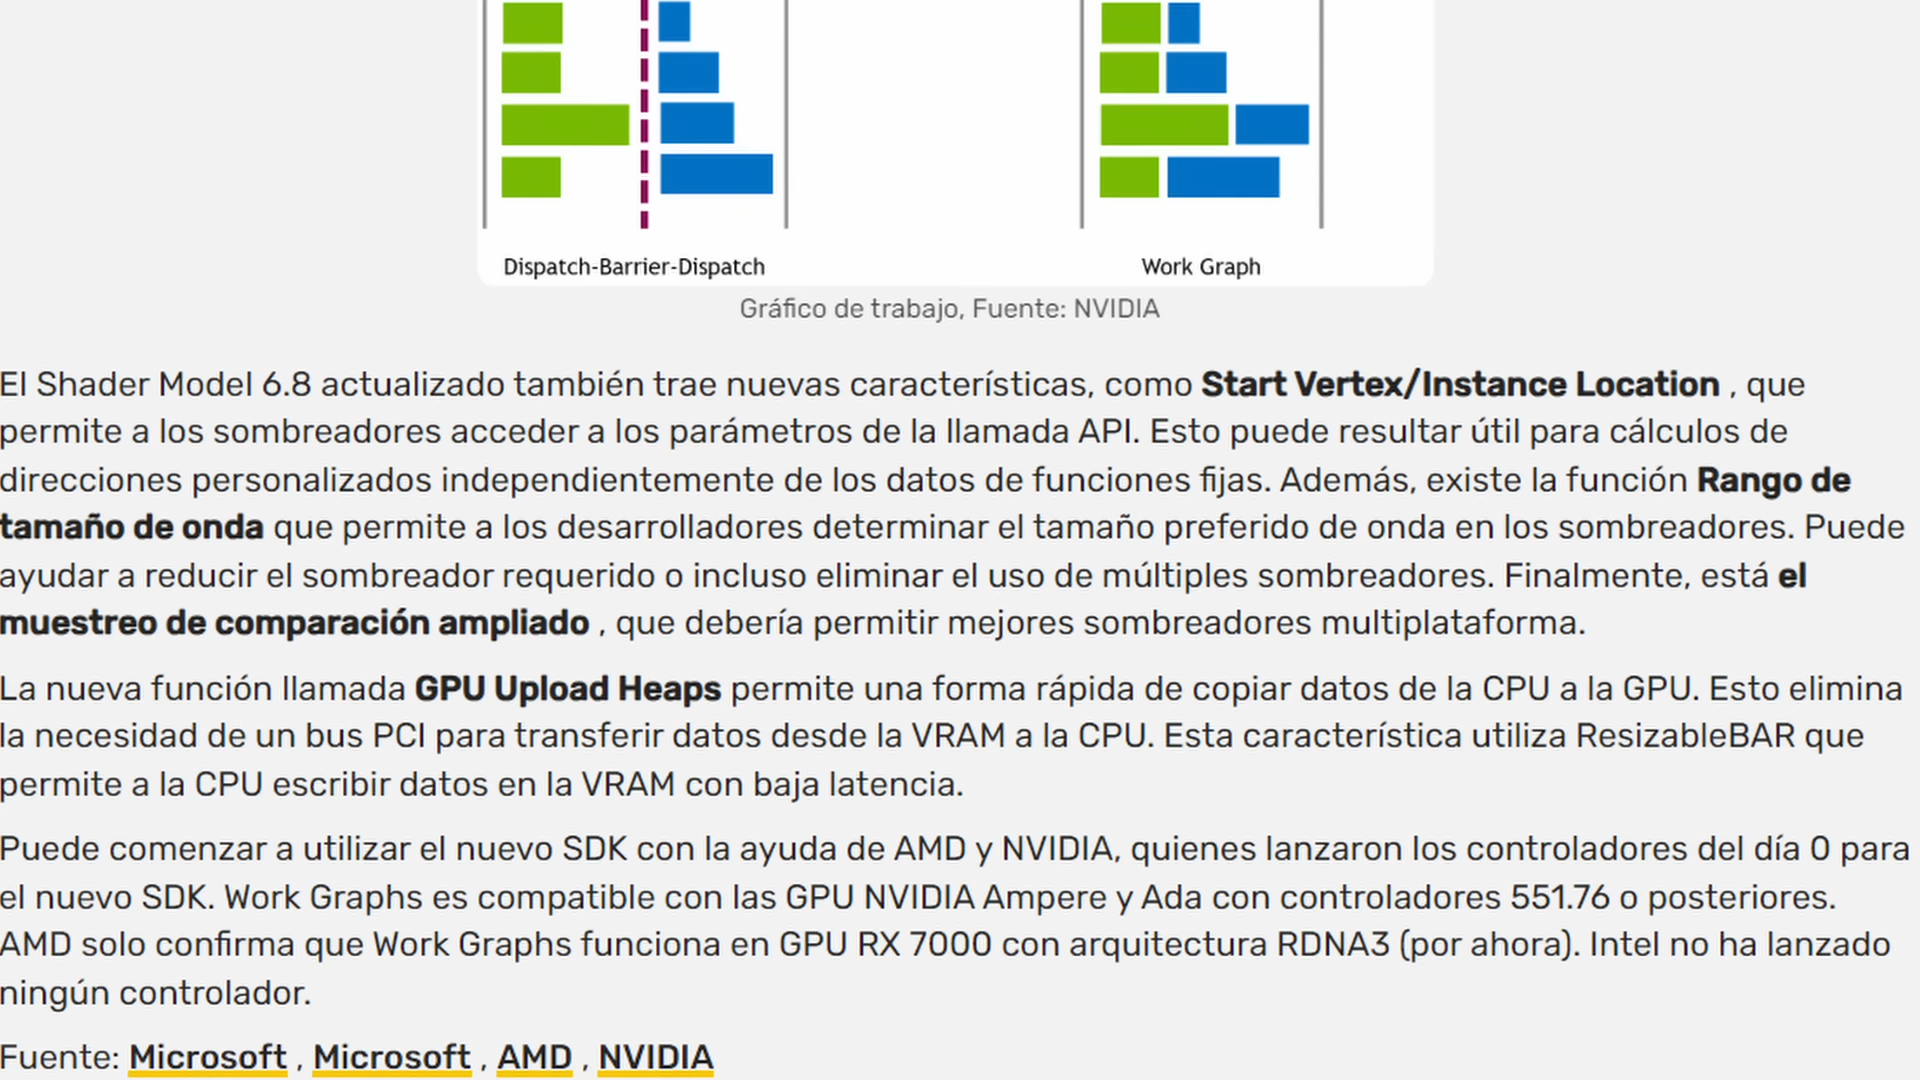 Dispatch-Barrier-Dispatch
Work Graph
Gráfico de trabajo, Fuente: NVIDIA
El Shader Model 6.8 actualizado también trae nuevas características, como Start Vertex/Instance Location , que
permite a los sombreadores acceder a los parámetros de la llamada API. Esto puede resultar útil para cálculos de
direcciones personalizados independientemente de los datos de funciones fijas. Además, existe la función Rango de
tamaño de onda que permite a los desarrolladores determinar el tamaño preferido de onda en los sombreadores. Puede
ayudar a reducir el sombreador requerido o incluso eliminar el uso de múltiples sombreadores. Finalmente, está el
muestreo de comparación ampliado , que debería permitir mejores sombreadores multiplataforma.
La nueva función llamada GPU Upload Heaps permite una forma rápida de copiar datos de la CPU a la GPU. Esto elimina
la necesidad de un bus PCI para transferir datos desde la VRAM a la CPU. Esta característica utiliza ResizableBAR que
permite a la CPU escribir datos en la VRAM con baja latencia.
Puede comenzar a utilizar el nuevo SDK con la ayuda de AMD y NVIDIA, quienes lanzaron los controladores del día 0 para
el nuevo SDK. Work Graphs es compatible con las GPU NVIDIA Ampere y Ada con controladores 551.76 o posteriores.
AMD solo confirma que Work Graphs funciona en GPU RX 7000 con arquitectura RDNA3 (por ahora). Intel no ha lanzado
ningún controlador.
Fuente: Microsoft , Microsoft , AMD , NVIDIA